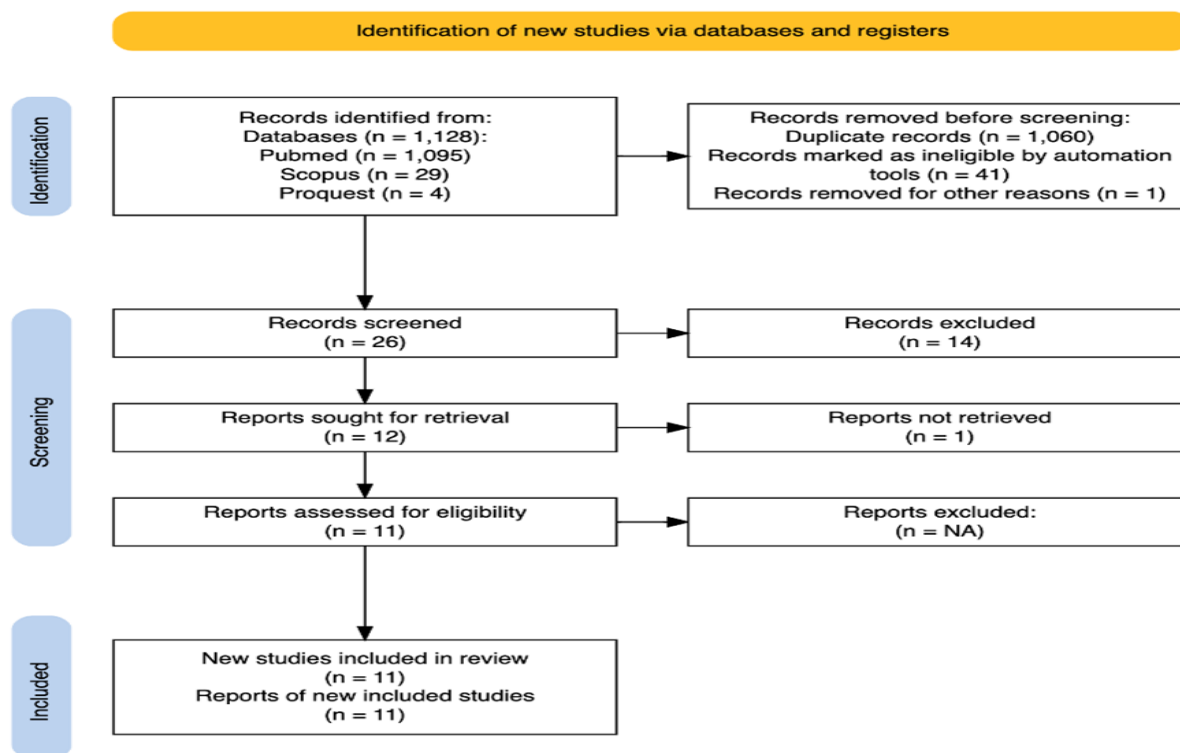 Identification of new studies via databases and registers
Identification
Records identified from:
Databases (n = 1,128):
Pubmed (n = 1,095)
Scopus (n = 29)
Proquest (n = 4)
Records removed before screening:
Duplicate records (n = 1,060)
Records marked as ineligible by automation
tools (n = 41)
Records removed for other reasons (n = 1)
Screening
Records screened
(n = 26)
Records excluded
(n = 14)
Reports sought for retrieval
(n = 12)
Reports not retrieved
(n = 1)
Reports assessed for eligibility
(n = 11)
Reports excluded:
(n = NA)
Included
New studies included in review
(n = 11)
Reports of new included studies
(n = 11)